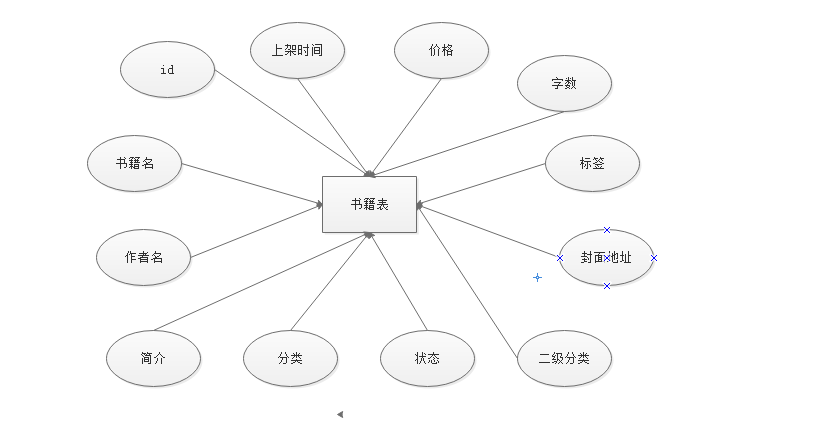 上架时间
价格
id
字数
书籍名
标签
书籍表
作者名
封面地址
简介
分类
状态
二级分类